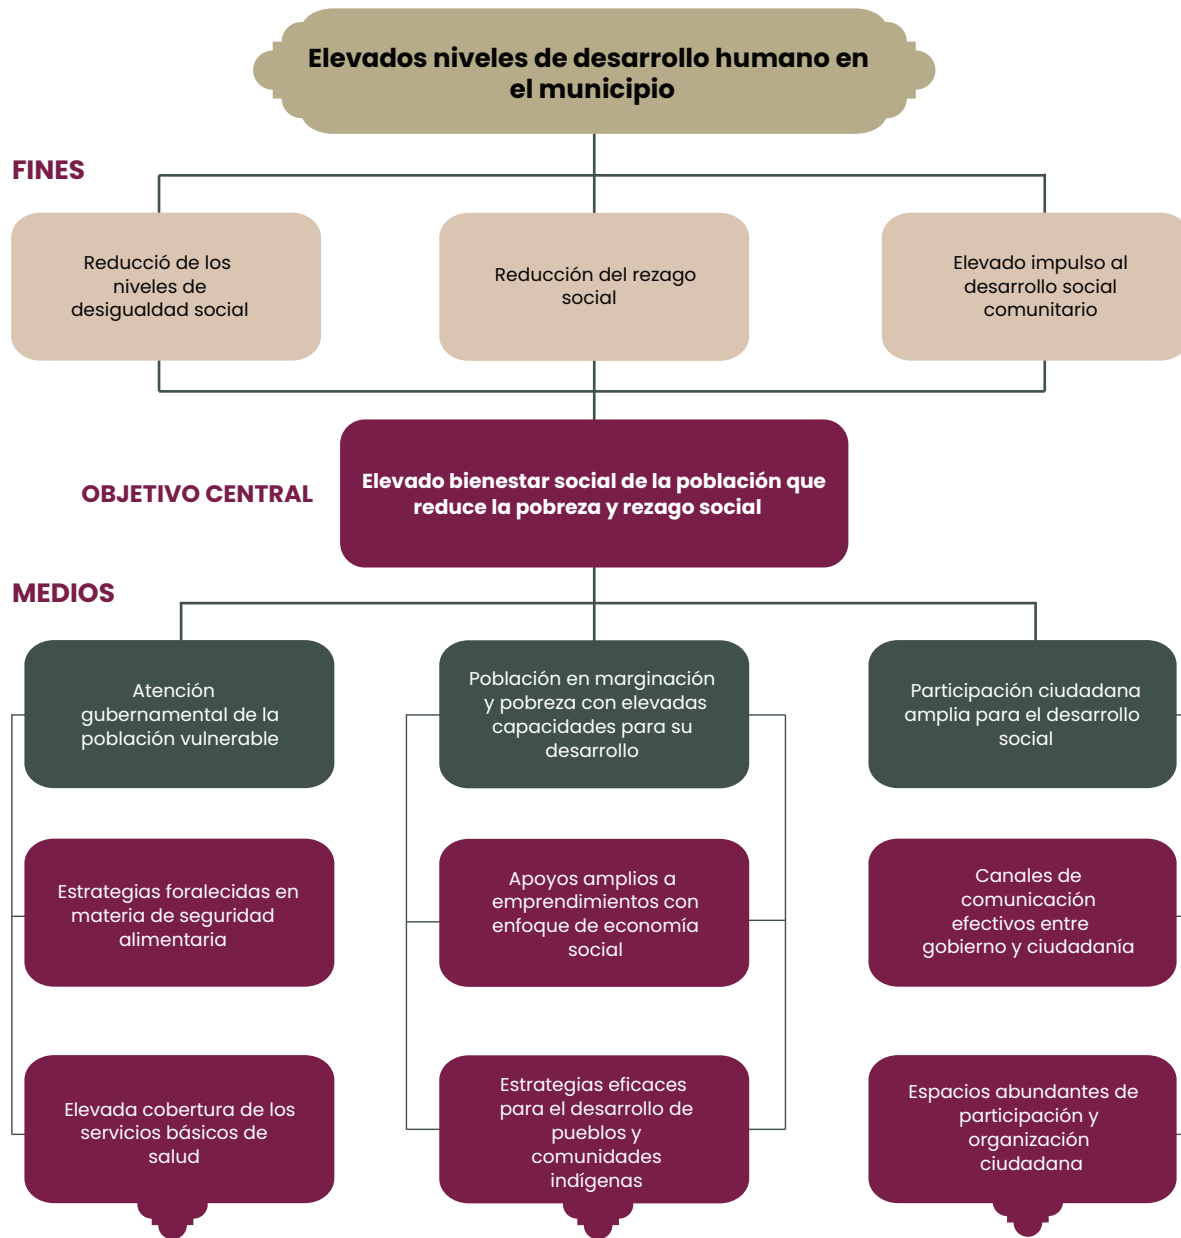 Elevados niveles de desarrollo humano en
el municipio
FINES
Reducció de los
niveles de
desigualdad social
Reducción del rezago
social
Elevado impulso al
desarrollo social
comunitario
OBJETIVO CENTRAL
Elevado bienestar social de la población que
reduce la pobreza y rezago social
MEDIOS
Atención
gubernamental de la
población vulnerable
Población en marginación
y pobreza con elevadas
capacidades para su
desarrollo
Participación ciudadana
amplia para el desarrollo
social
Estrategias foralecidas en
materia de seguridad
alimentaria
Apoyos amplios a
emprendimientos con
enfoque de economía
social
Canales de
comunicación
efectivos entre
gobierno y ciudadanía
Elevada cobertura de los
servicios básicos de
salud
Estrategias eficaces
para el desarrollo de
pueblos y
comunidades
indígenas
Espacios abundantes de
participación y
organización
ciudadana